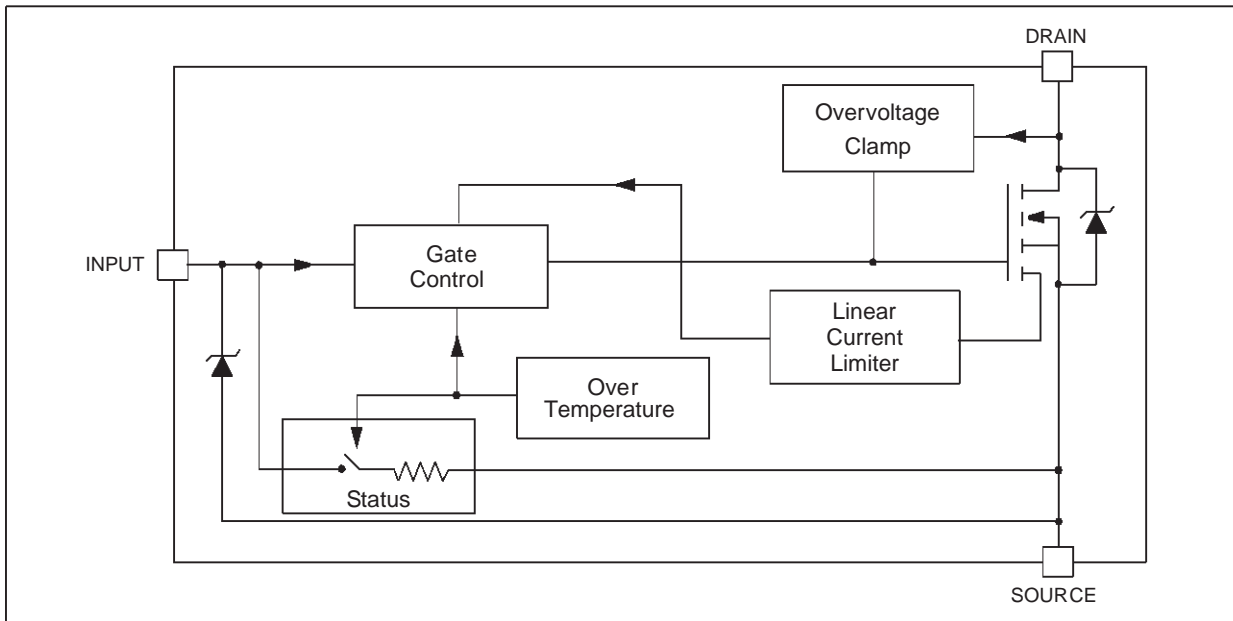 DRAIN
Overvoltage
Clamp
Gate
Control
INPUT
Linear
Current
Limiter
Over
Temperature
Status
SOURCE